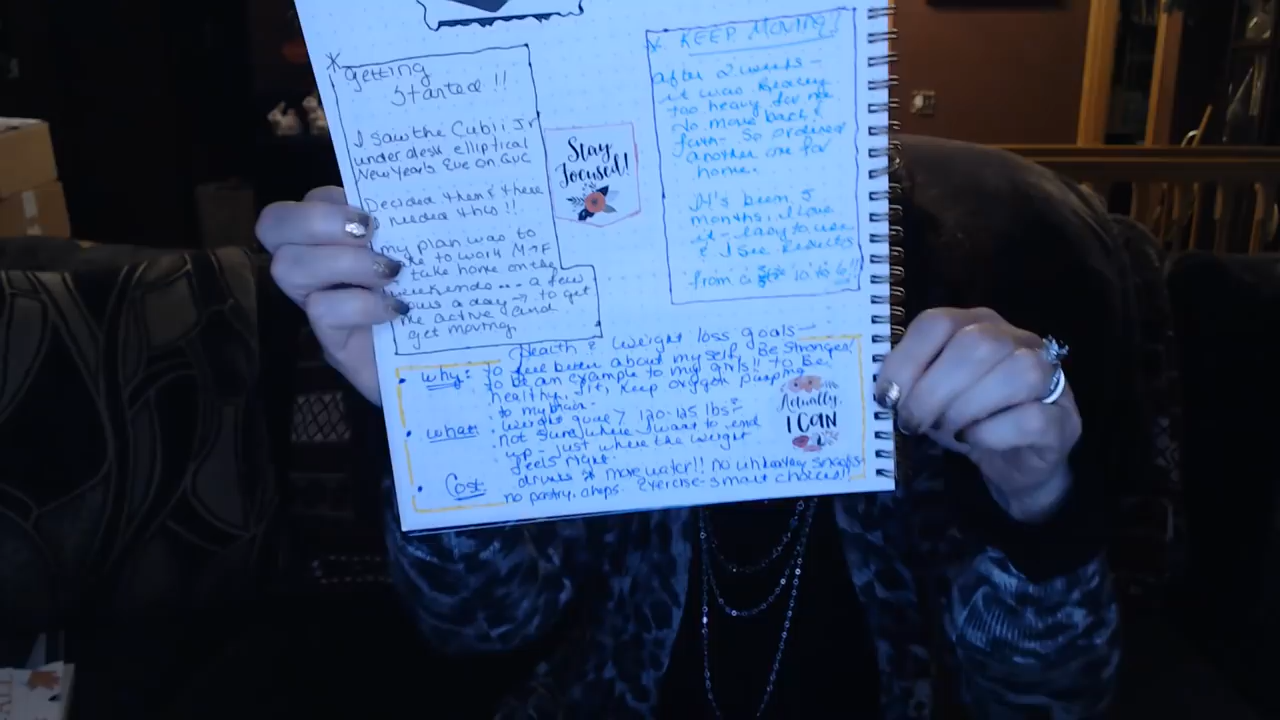 * getting
Started !!
I saw the Cubii Jr
under desk elliptical
New Years Eve on QVC
Decided then & there
I needed this !!
my plan was to
to work M-F
take home on the
weekends... a few
hours a day → to get
me active and
get moving.
Stay
Focused!
* KEEP MOVING!
after 2 weeks -
it was
too heavy for me
to move back &
forth - So ordered
another one for
home.
It's been 5
months, I love
it - easy to use
& I see Results
from a 10 to 6!!
Health & Weight loss goals -
• Why: To feel better about myself, Be Stronger,
to be an example to my girls!! to Be
healthy, fit, keep oxygen pumping
to my brain.
• What: • weight goal? 120-125 lbs?
not sure where I want to end
up - just where the weight
feels right.
• Cost drink more water!! no unhealthy snacks
no pastry, chips. Exercise - smart choices!!
Actually,
I CAN